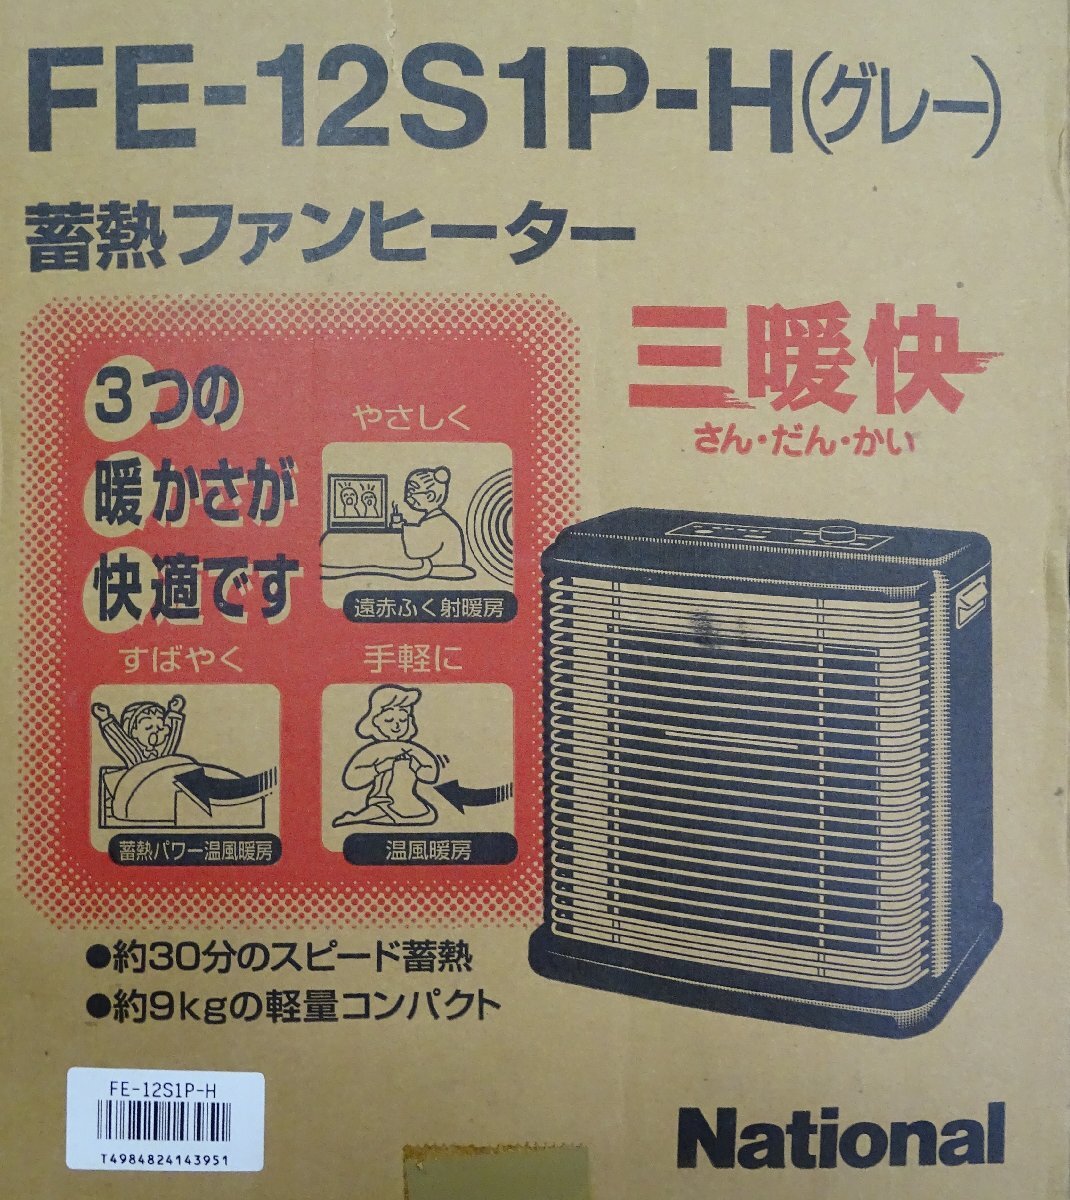 FE-12S1P-H(グレー)
蓄熱ファンヒーター
三暖快
さん・だん・かい
3つの
暖かさが
快適です
やさしく
遠赤ふく射暖房
すばやく
蓄熱パワー温風暖房
手軽に
温風暖房
●約30分のスピード蓄熱
●約9kgの軽量コンパクト
FE-12S1P-H
T4984824143951
National